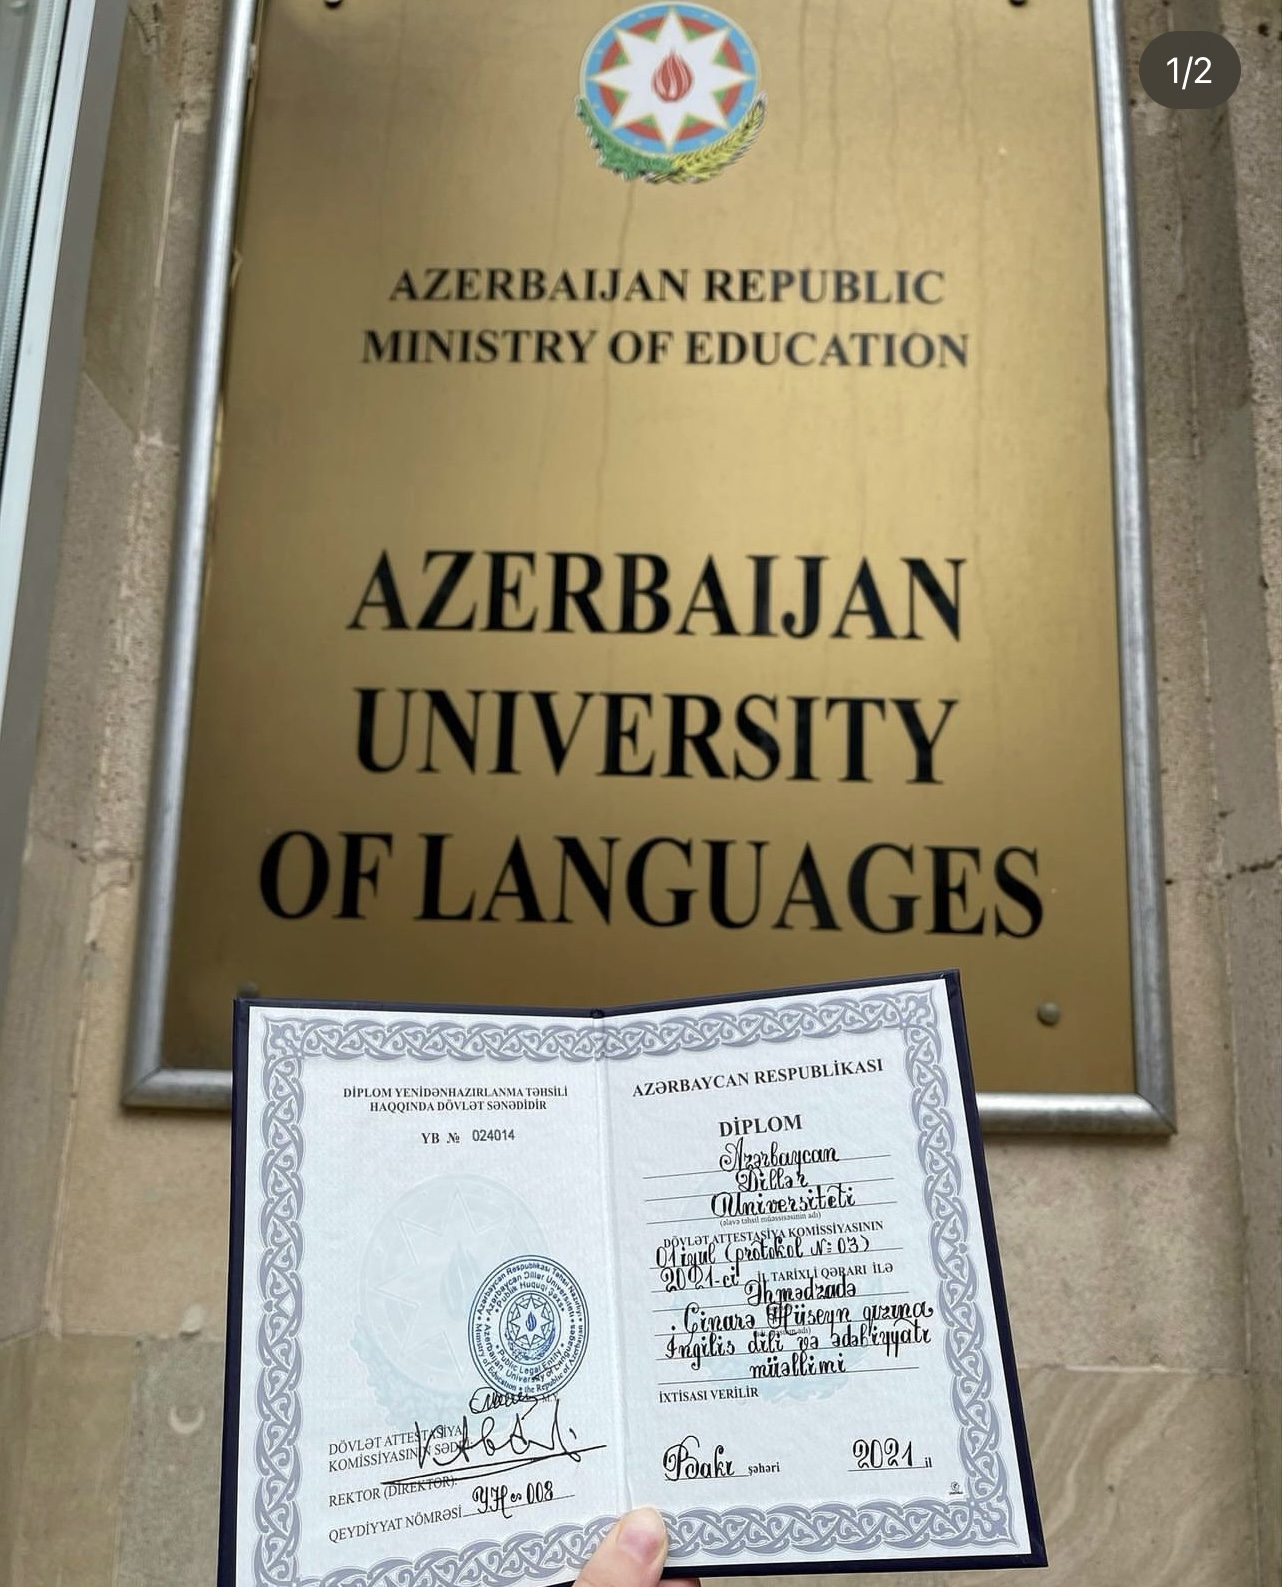 1/2
AZERBAIJAN REPUBLIC
MINISTRY OF EDUCATION
AZERBAIJAN
UNIVERSITY
OF LANGUAGES
DİPLOM YENİDƏNHAZIRLANMA TƏHSİLİ
HAQQINDA DÖVLƏT SƏNƏDİDİR
YB № 024014
DÖVLƏT ATTESTASİYA
KOMİSSİYASININ
REKTOR (DİREKTOR)
QEYDİYYAT NÖMRƏSİ
AZƏRBAYCAN RESPUBLİKASI
DİPLOM
Azərbaycan
Dillər
Universiteti
(əlavə təhsil müəssisəsinin adı)
DÖVLƏT ATTESTASİYA KOMİSSİYASININ
01 iyul (protokol №: 03)
2021-ci İL TARİXLİ QƏRARI İLƏ
Əhmədzadə
Çinarə Hüseyn qızına
İngilis dili və ədəbiyyatı
müəllimi
İXTİSASI VERİLİR
Bakı şəhəri 2021 il